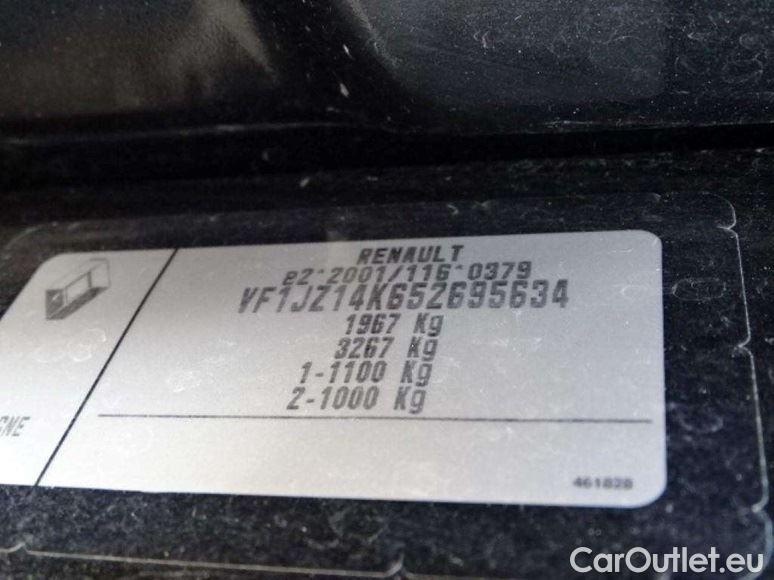 RENAULT
e2*2001/116*0379
VF1JZ14K652695634
1967 Kg
3267 Kg
1-1100 Kg
2-1000 Kg
GNE
461828
CarOutlet.eu